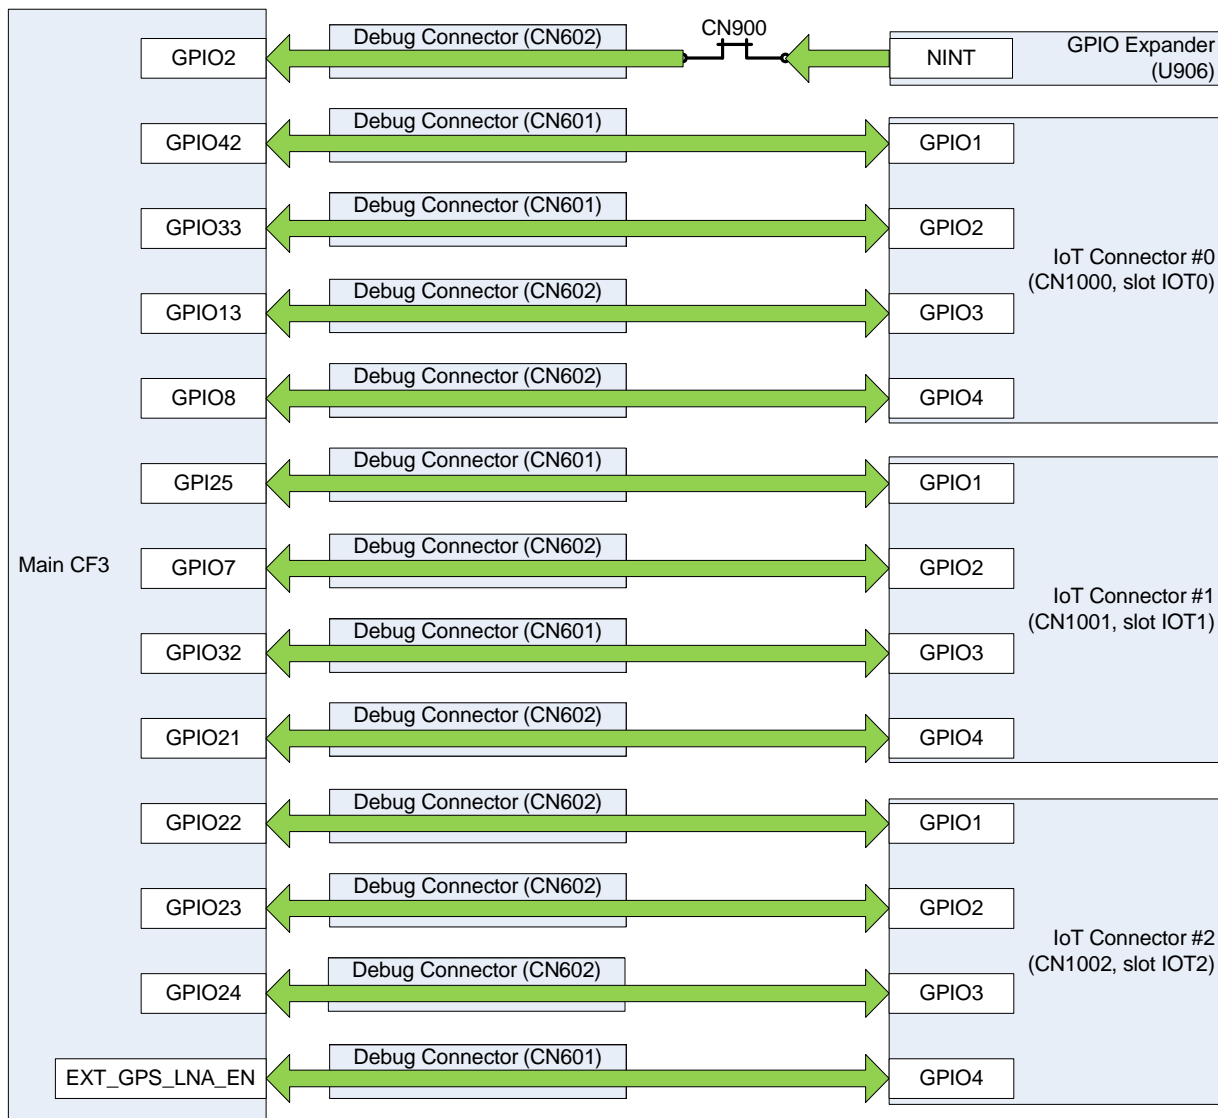 GPIO2
Debug Connector (CN602)
CN900
NINT
GPIO Expander
(U906)
GPIO42
Debug Connector (CN601)
GPIO1
GPIO33
Debug Connector (CN601)
GPIO2
IoT Connector #0
(CN1000, slot IOT0)
GPIO13
Debug Connector (CN602)
GPIO3
GPIO8
Debug Connector (CN602)
GPIO4
GPI25
Debug Connector (CN601)
GPIO1
Main CF3
GPIO7
Debug Connector (CN602)
GPIO2
IoT Connector #1
(CN1001, slot IOT1)
GPIO32
Debug Connector (CN601)
GPIO3
GPIO21
Debug Connector (CN602)
GPIO4
GPIO22
Debug Connector (CN602)
GPIO1
GPIO23
Debug Connector (CN602)
GPIO2
IoT Connector #2
(CN1002, slot IOT2)
GPIO24
Debug Connector (CN602)
GPIO3
EXT_GPS_LNA_EN
Debug Connector (CN601)
GPIO4